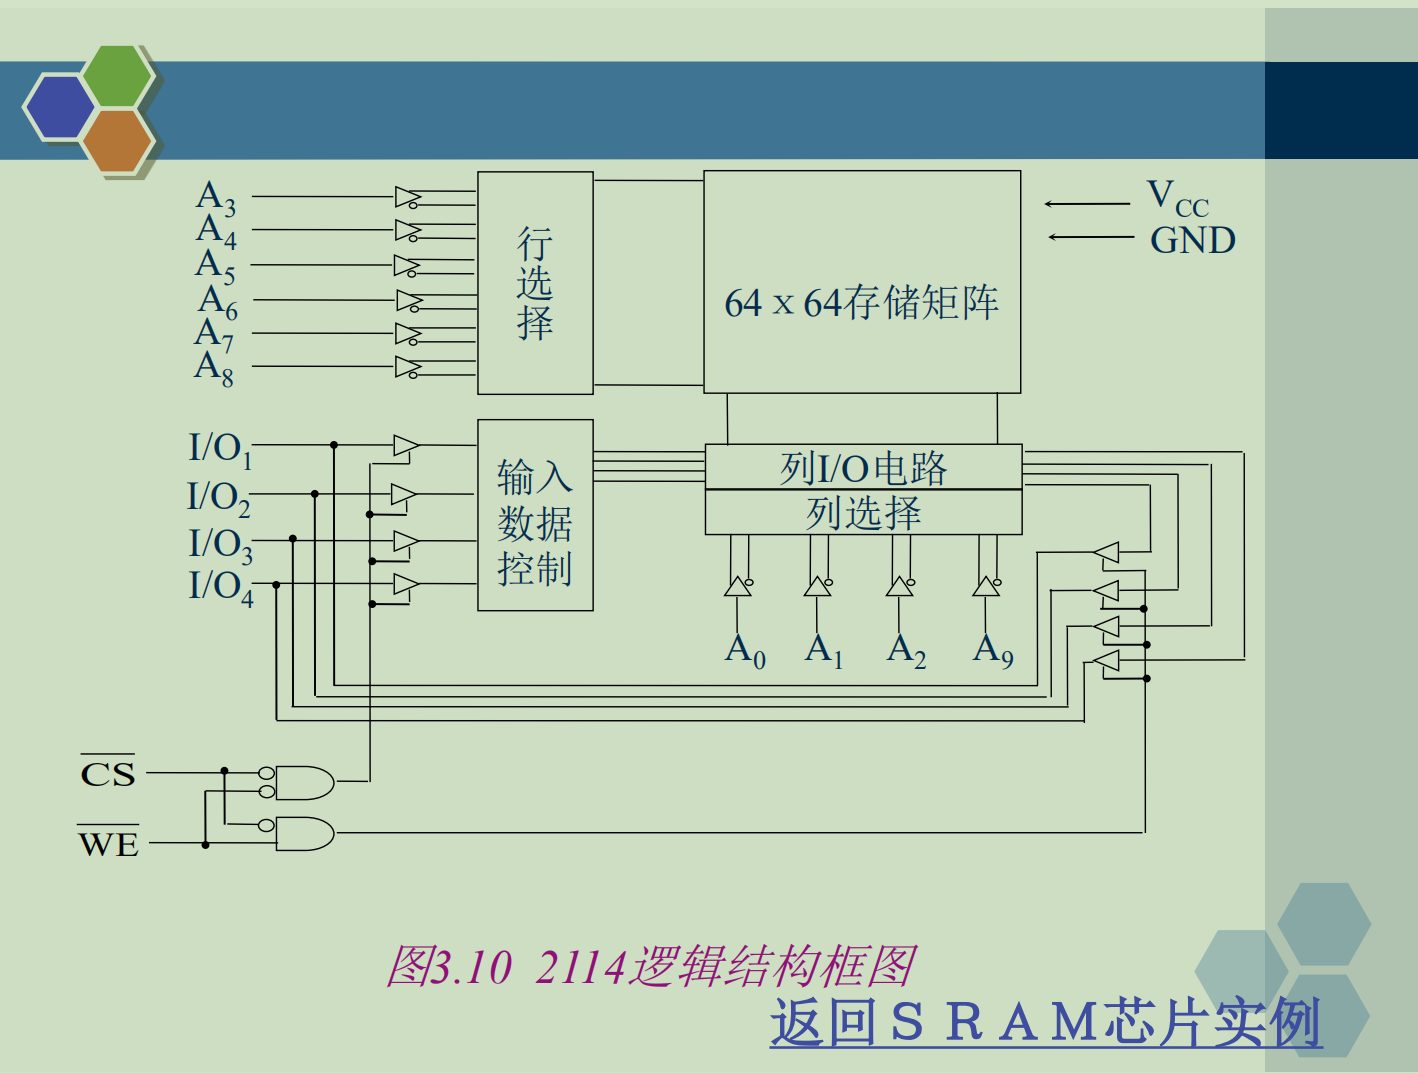 A3
A4
A5
A6
A7
A8
行选择
64 x 64存储矩阵
VCC
GND
I/O1
I/O2
I/O3
I/O4
输入
数据
控制
列I/O电路
列选择
A0 A1 A2 A9
CS
WE
图3.10 2114逻辑结构框图
返回SRAM芯片实例